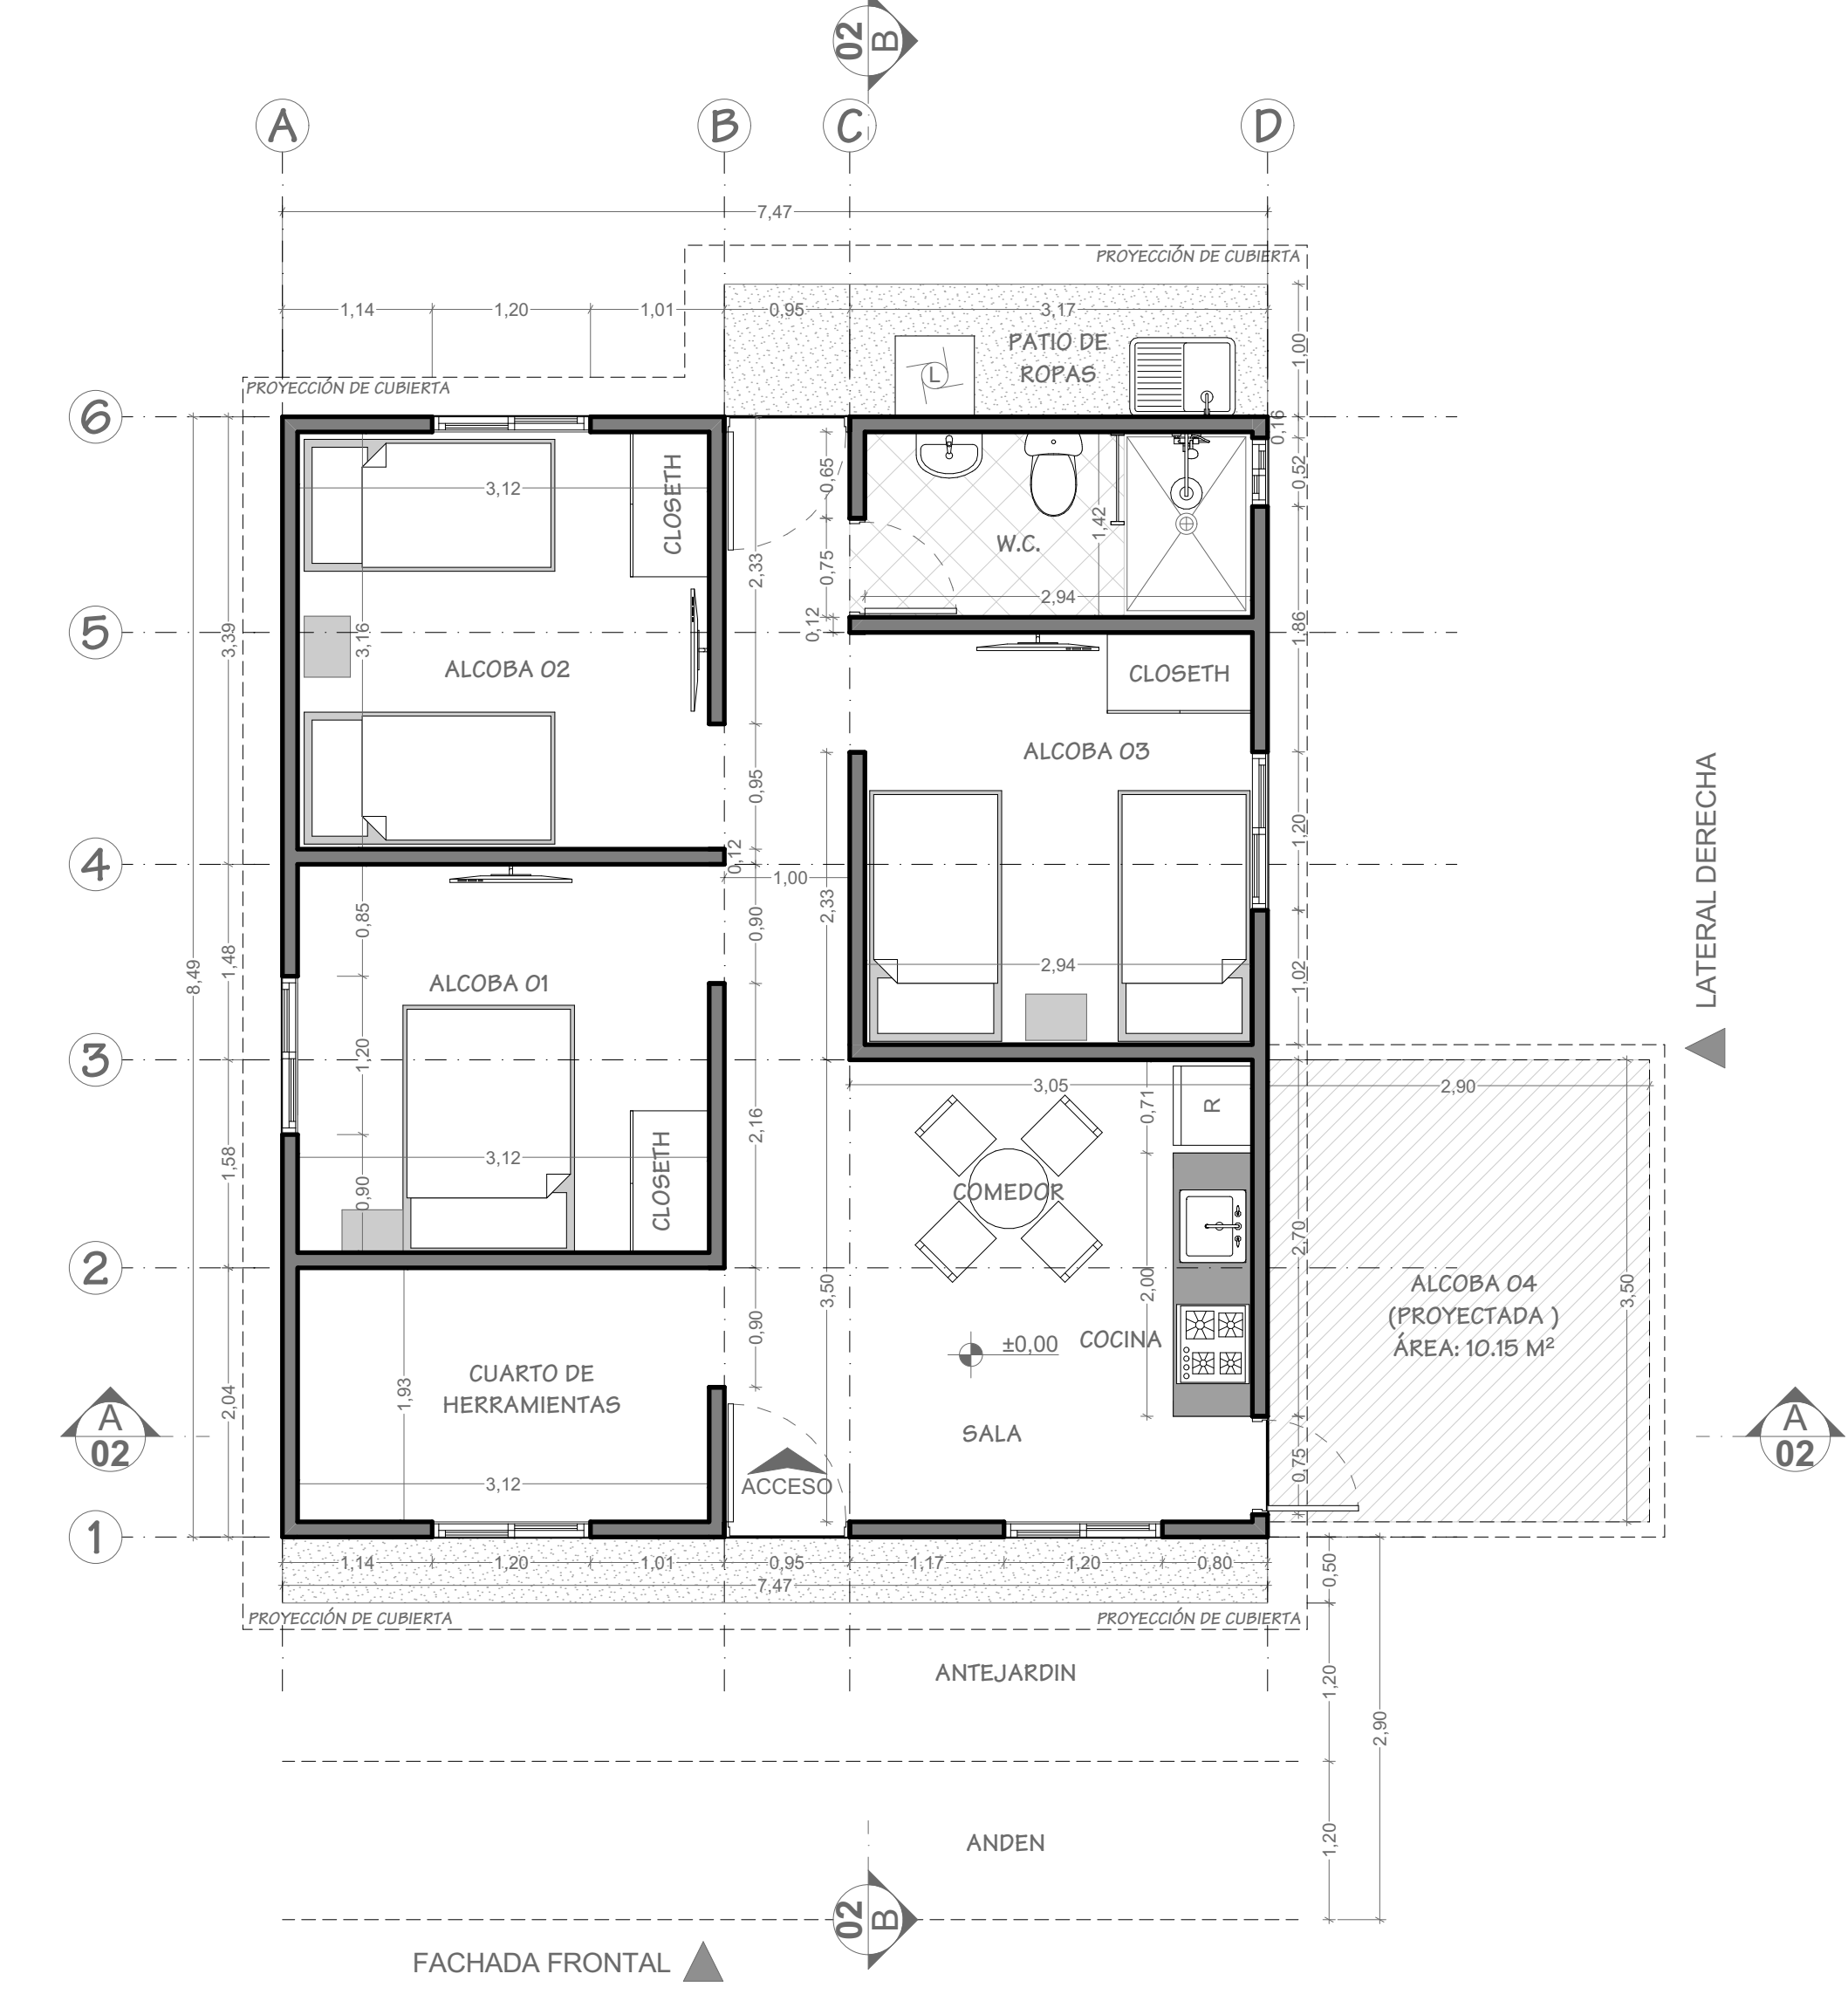 02
B
A
B
C
D
7,47
PROYECCIÓN DE CUBIERTA
1,14
1,20
1,01
0,95
3,17
1,00
PATIO DE
ROPAS
L
PROYECCIÓN DE CUBIERTA
6
0,16
3,12
CLOSETH
0,65
0,52
1,42
W.C.
2,33
0,75
2,94
0,12
5
3,39
3,16
1,86
ALCOBA 02
CLOSETH
ALCOBA 03
0,95
1,20
LATERAL DERECHA
4
0,12
1,00
0,85
0,90
2,33
8,49
1,48
ALCOBA 01
2,94
1,02
3
1,20
3,05
0,71
R
2,90
2,16
1,58
3,12
CLOSETH
0,90
COMEDOR
2,70
2
2,00
3,50
ALCOBA 04
(PROYECTADA )
ÁREA: 10.15 M²
3,50
0,90
±0,00
COCINA
CUARTO DE
HERRAMIENTAS
1,93
2,04
A
02
SALA
A
02
0,75
3,12
ACCESO
1
1,14
1,20
1,01
0,95
1,17
1,20
0,80
0,50
7,47
PROYECCIÓN DE CUBIERTA
PROYECCIÓN DE CUBIERTA
ANTEJARDIN
1,20
2,90
ANDEN
1,20
02
B
FACHADA FRONTAL